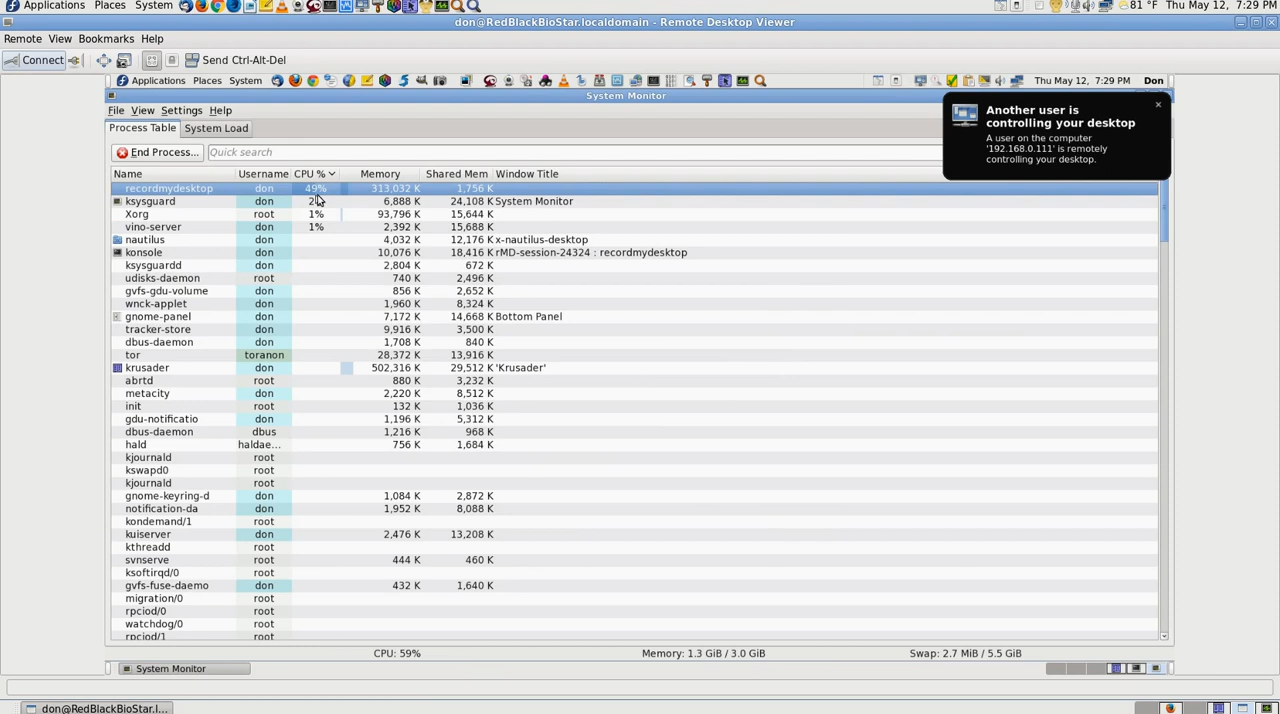 Applications Places System 81 °F Thu May 12, 7:29 PM
don@RedBlackBioStar.localdomain - Remote Desktop Viewer
Remote View Bookmarks Help
Connect Send Ctrl-Alt-Del
Applications Places System Thu May 12, 7:29 PM Don
System Monitor
File View Settings Help
Another user is
controlling your desktop
A user on the computer
'192.168.0.111' is remotely
controlling your desktop.
Process Table System Load
End Process... Quick search
Name Username CPU % Memory Shared Mem Window Title
recordmydesktop don 49% 313,032 K 1,756 K
ksysguard don 6,888 K 24,108 K System Monitor
Xorg root 1% 93,796 K 15,644 K
vino-server don 1% 2,392 K 15,688 K
nautilus don 4,032 K 12,176 K x-nautilus-desktop
konsole don 10,076 K 18,416 K rMD-session-24324 : recordmydesktop
ksysguardd don 2,804 K 672 K
udisks-daemon root 740 K 2,496 K
gvfs-gdu-volume don 856 K 2,652 K
wnck-applet don 1,960 K 8,324 K
gnome-panel don 7,172 K 14,668 K Bottom Panel
tracker-store don 9,916 K 3,500 K
dbus-daemon don 1,708 K 840 K
tor toranon 28,372 K 13,916 K
krusader don 502,316 K 29,512 K 'Krusader'
abrtd root 880 K 3,232 K
metacity don 2,220 K 8,512 K
init root 132 K 1,036 K
gdu-notificatio don 1,196 K 5,312 K
dbus-daemon dbus 1,216 K 968 K
hald haldae... 756 K 1,684 K
kjournald root
kswapd0 root
kjournald root
gnome-keyring-d don 1,084 K 2,872 K
notification-da don 1,952 K 8,088 K
kondemand/1 root
kuiserver don 2,476 K 13,208 K
kthreadd root
svnserve root 444 K 460 K
ksoftirqd/0 root
gvfs-fuse-daemo don 432 K 1,640 K
migration/0 root
rpciod/0 root
watchdog/0 root
rpciod/1 root
CPU: 59% Memory: 1.3 GiB / 3.0 GiB Swap: 2.7 MiB / 5.5 GiB
System Monitor
don@RedBlackBioStar.l...